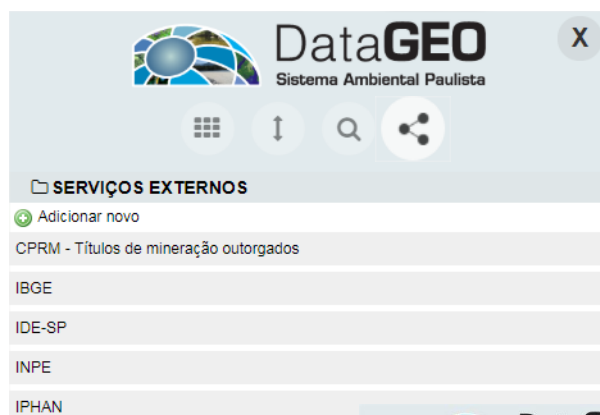 DataGEO
Sistema Ambiental Paulista
X
SERVIÇOS EXTERNOS
Adicionar novo
CPRM - Títulos de mineração outorgados
IBGE
IDE-SP
INPE
IPHAN